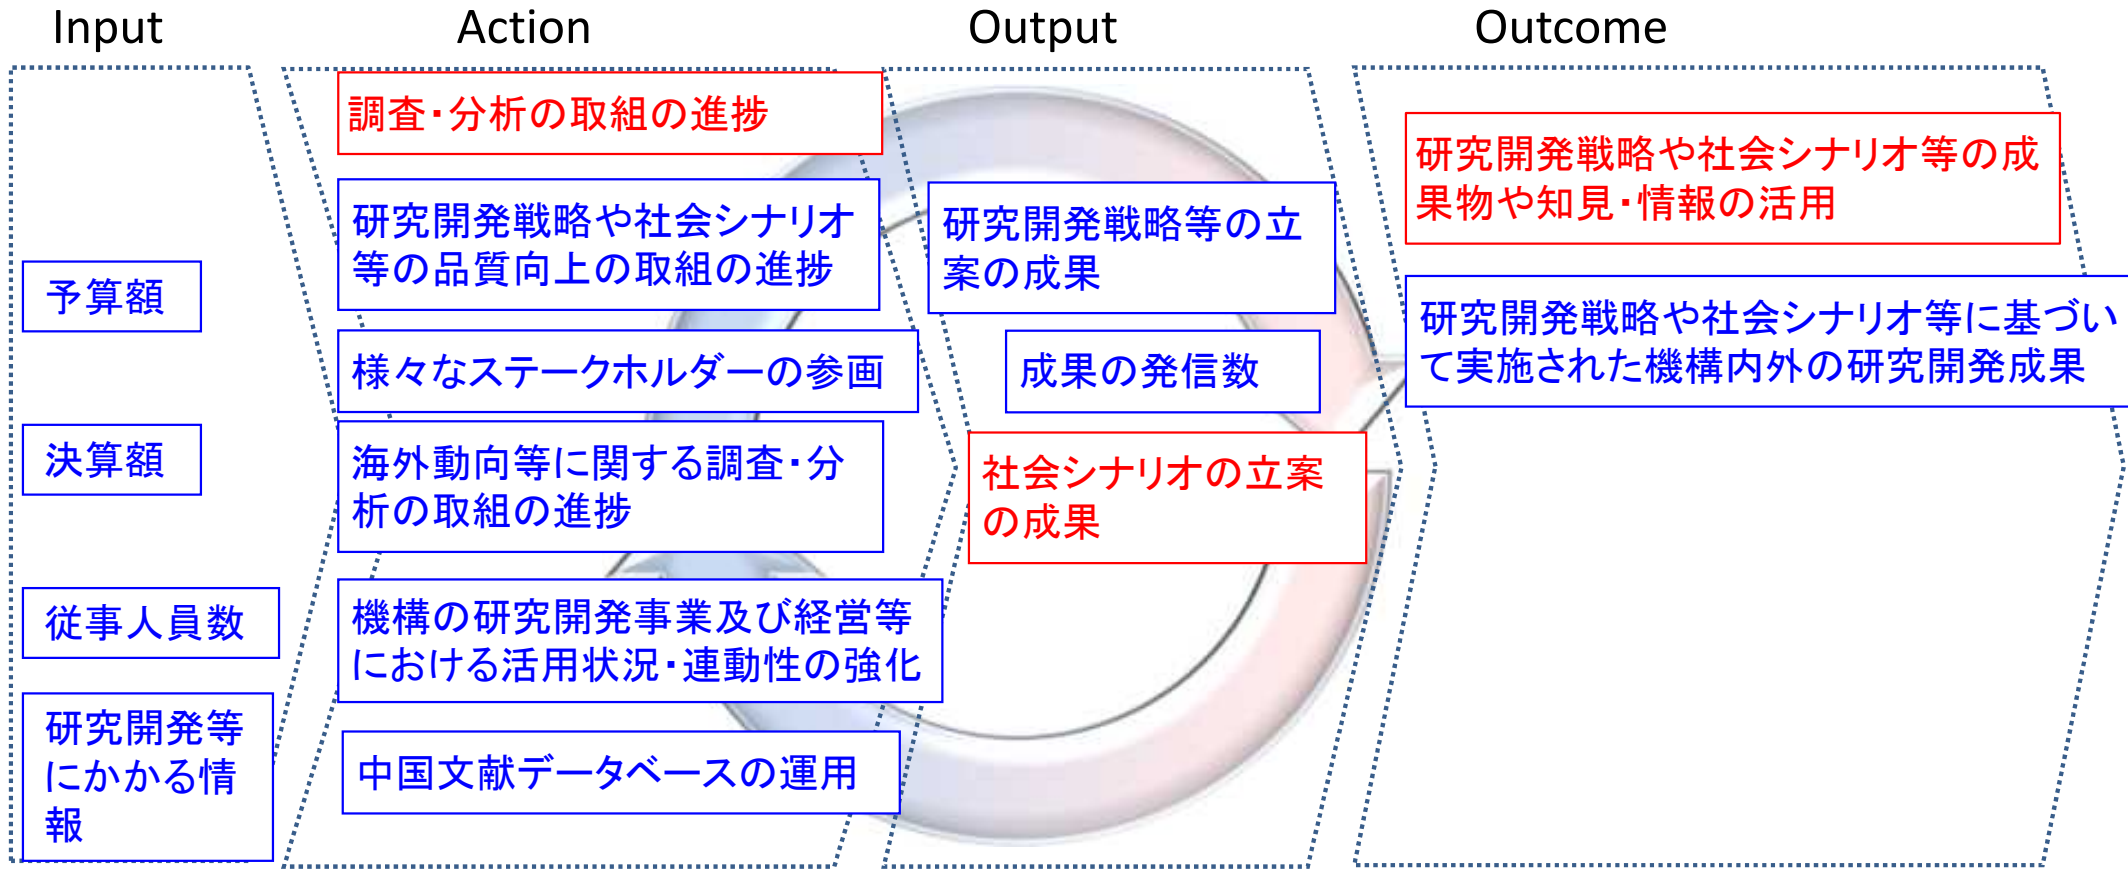 Input
Action
Output
Outcome
予算額
決算額
従事人員数
研究開発等
にかかる情
報
調査・分析の取組の進捗
研究開発戦略や社会シナリオ
等の品質向上の取組の進捗
様々なステークホルダーの参画
海外動向等に関する調査・分
析の取組の進捗
機構の研究開発事業及び経営等
における活用状況・連動性の強化
中国文献データベースの運用
研究開発戦略等の立
案の成果
成果の発信数
社会シナリオの立案
の成果
研究開発戦略や社会シナリオ等の成
果物や知見・情報の活用
研究開発戦略や社会シナリオ等に基づい
て実施された機構内外の研究開発成果